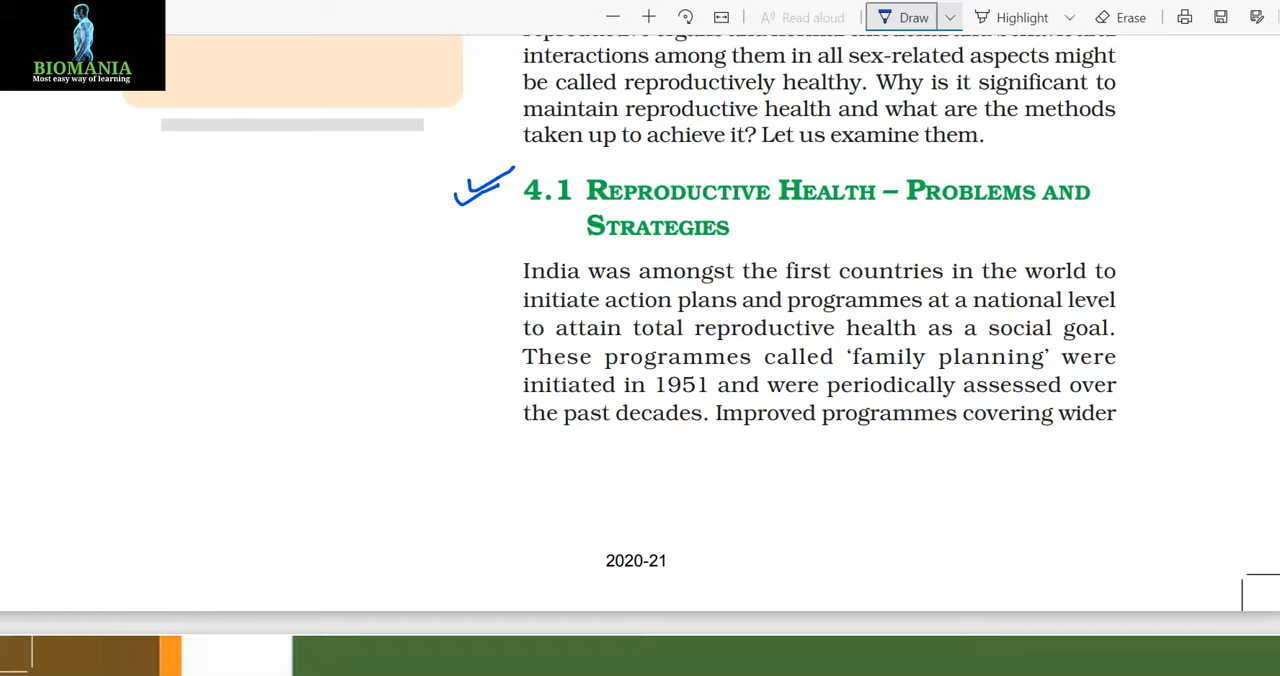 BIOMANIA
Most easy way of learning
Read aloud
Draw
Highlight
Erase
interactions among them in all sex-related aspects might
be called reproductively healthy. Why is it significant to
maintain reproductive health and what are the methods
taken up to achieve it? Let us examine them.
4.1 REPRODUCTIVE HEALTH – PROBLEMS AND
STRATEGIES
India was amongst the first countries in the world to
initiate action plans and programmes at a national level
to attain total reproductive health as a social goal.
These programmes called ‘family planning’ were
initiated in 1951 and were periodically assessed over
the past decades. Improved programmes covering wider
2020-21